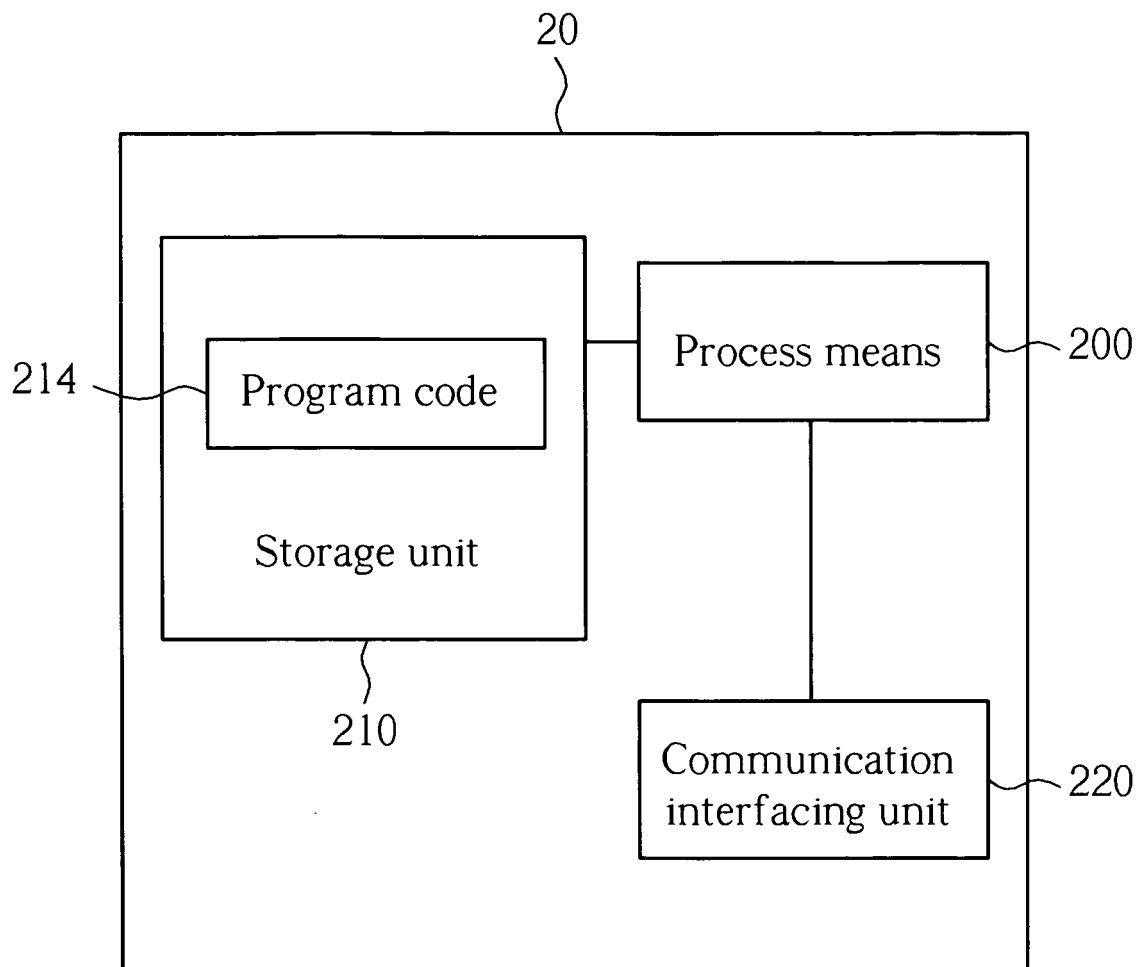 20
Process means
200
214
Program code
Storage unit
210
Communication
interfacing unit
220